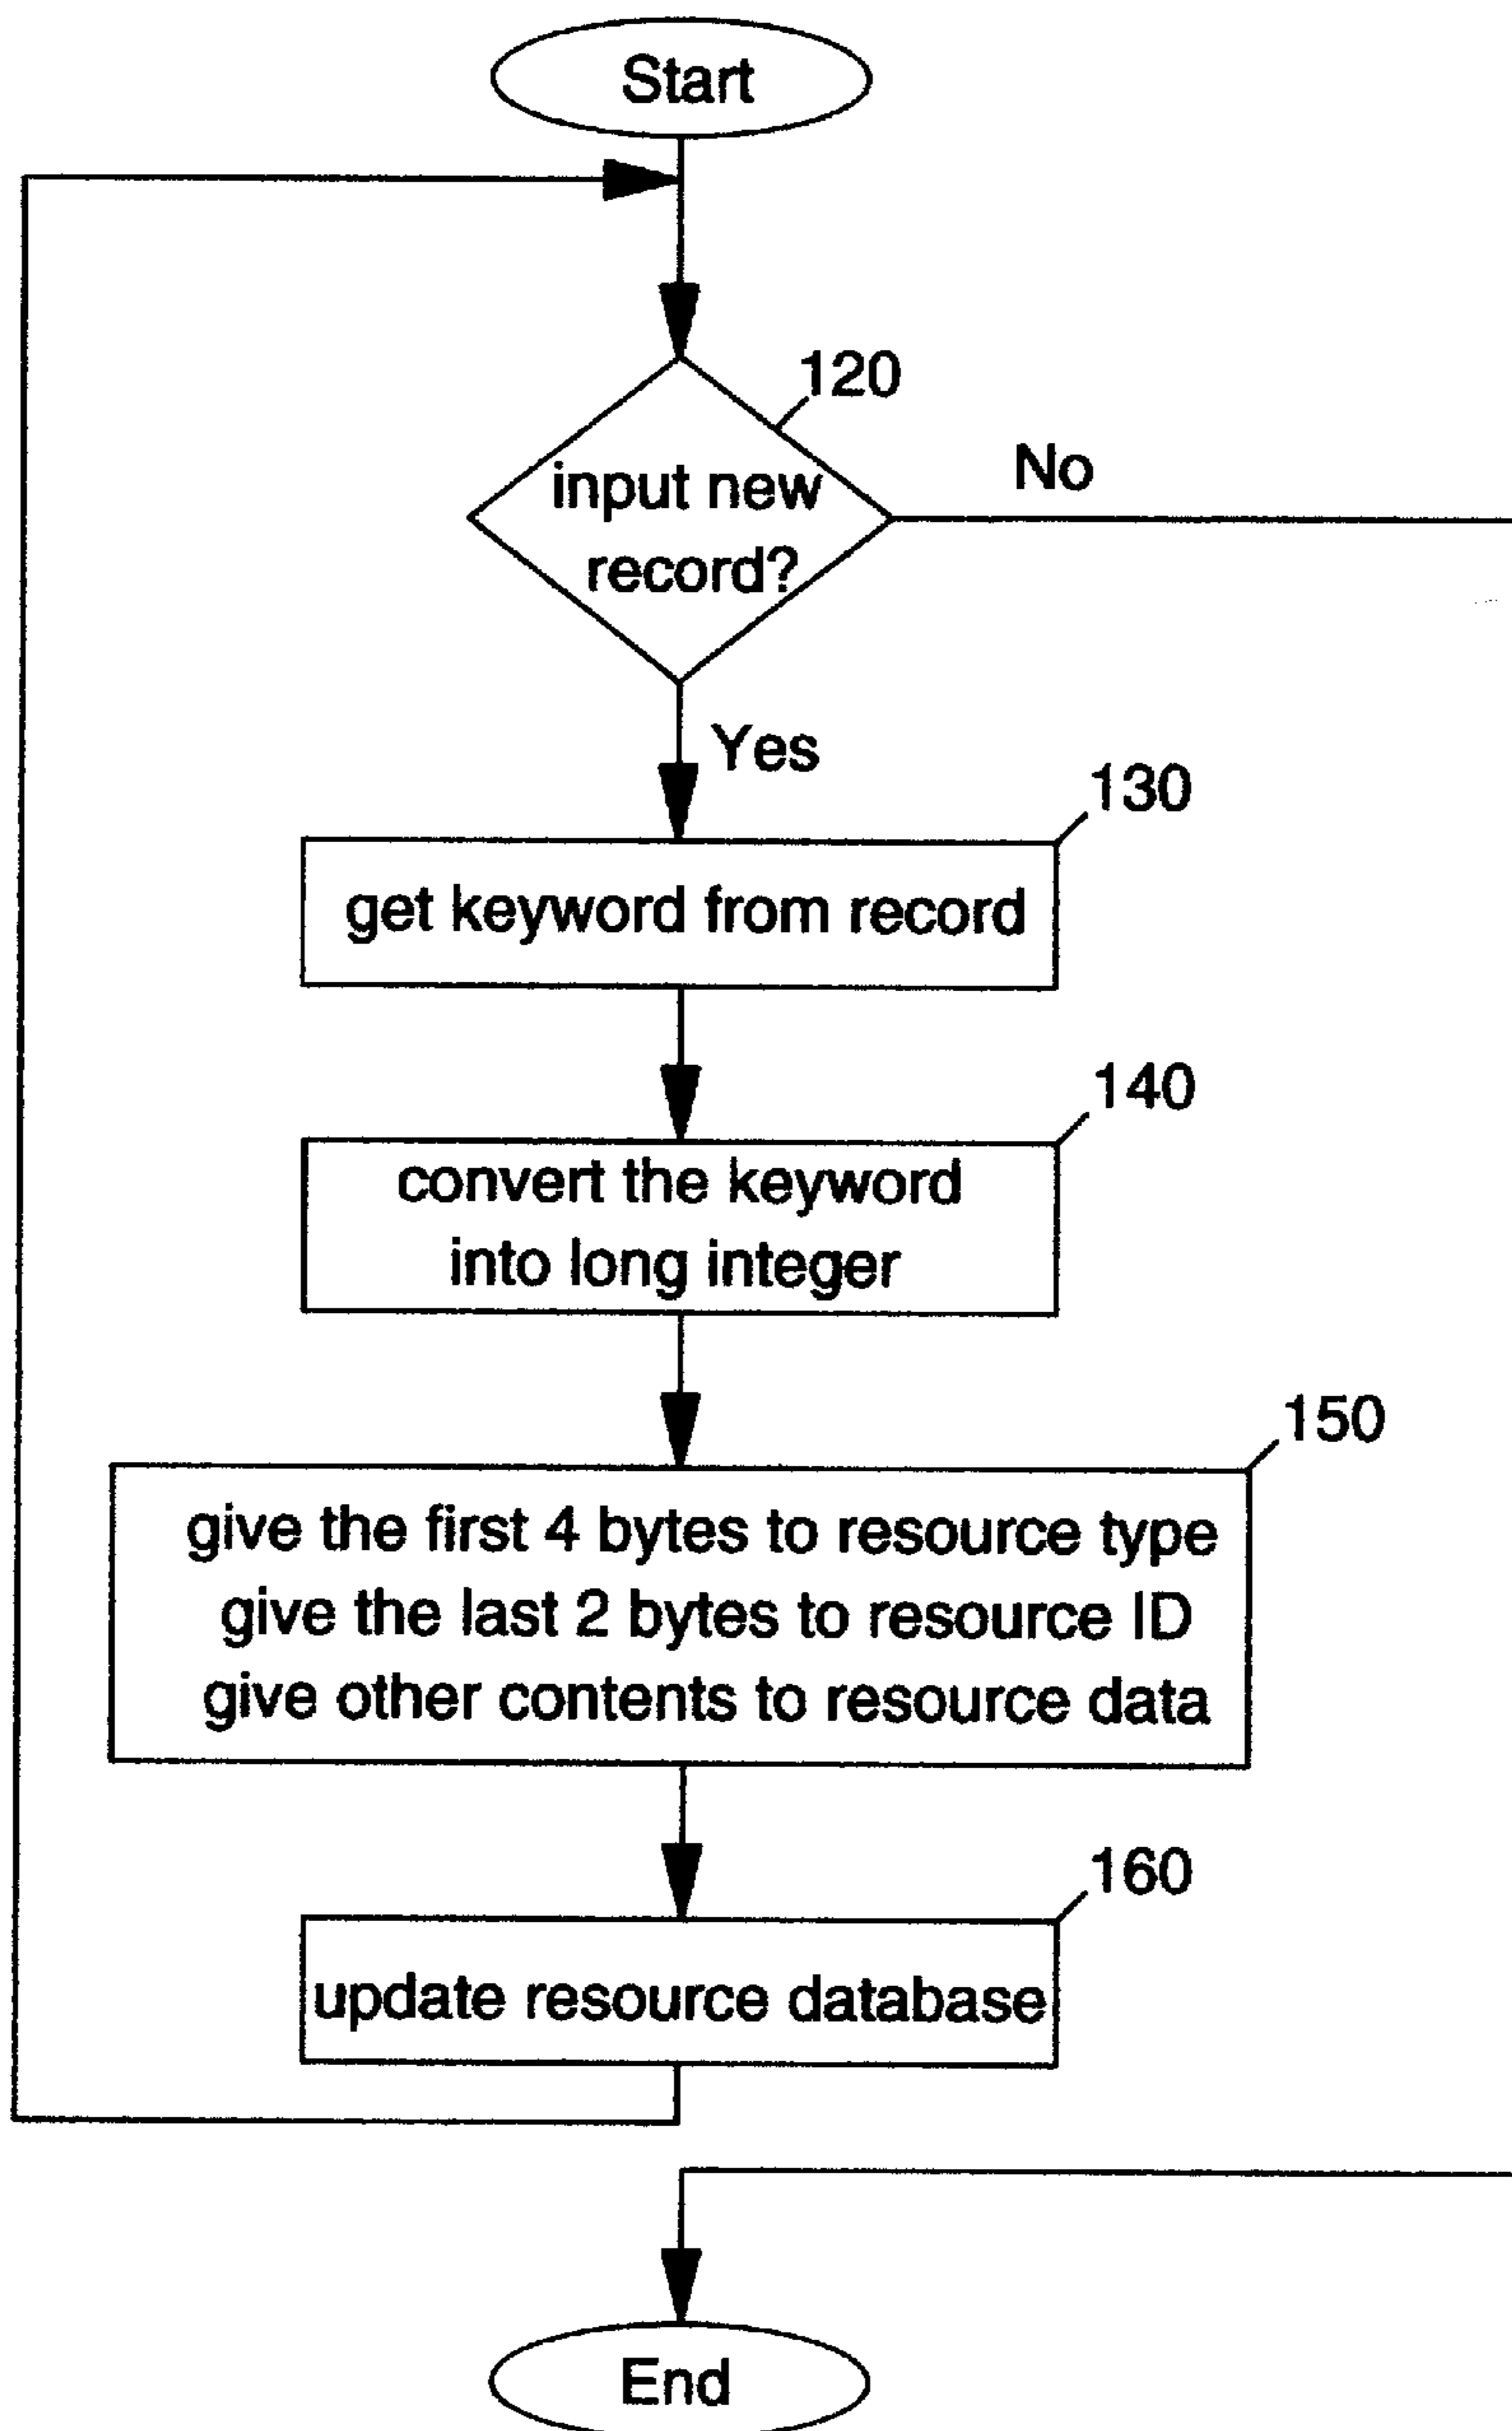 Start
120
input new
record?
No
Yes
130
get keyword from record
140
convert the keyword
into long integer
150
give the first 4 bytes to resource type
give the last 2 bytes to resource ID
give other contents to resource data
160
update resource database
End